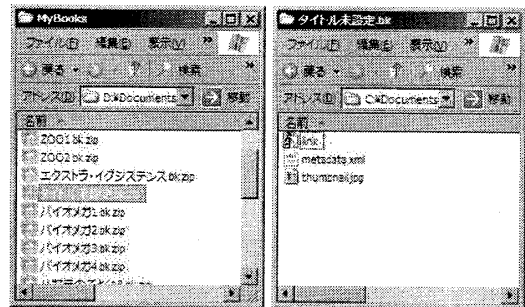 MyBooks
ファイル(F) 編集(E) 表示(V) »
戻る 検索 »
アドレス(D) D:¥Documents 移動
名前
ZOO1.bk.zip
ZOO2.bk.zip
エクストラ・イグジステンス.bk.zip
バイオメガ1.bk.zip
バイオメガ2.bk.zip
バイオメガ3.bk.zip
バイオメガ4.bk.zip
タイトル未設定.bk
ファイル(F) 編集(E) 表示(V) »
戻る 検索 »
アドレス(D) C:¥Documents 移動
名前
link
metadata.xml
thumbnail.jpg